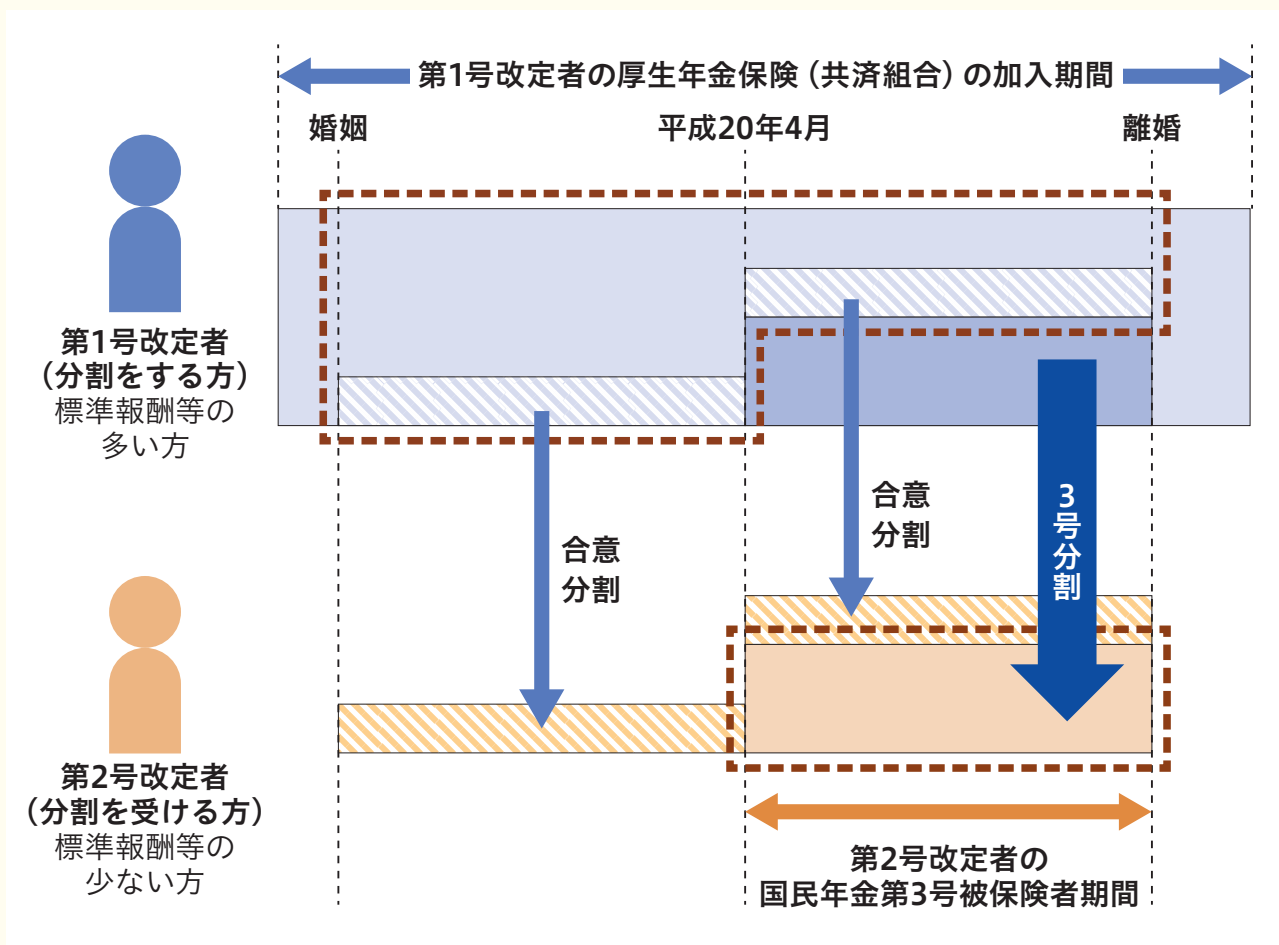 第1号改定者の厚生年金保険（共済組合）の加入期間
婚姻
平成20年4月
離婚
第1号改定者
（分割をする方）
標準報酬等の
多い方
合意
分割
合意
分割
3号分割
第2号改定者
（分割を受ける方）
標準報酬等の
少ない方
第2号改定者の
国民年金第3号被保険者期間